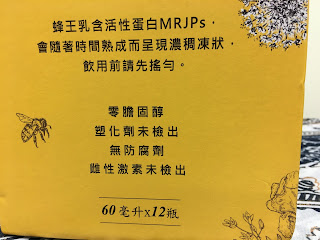 蜂王乳含活性蛋白MRJPs，
會隨著時間熟成而呈現濃稠凍狀，
飲用前請先搖勻。
零膽固醇
塑化劑未檢出
無防腐劑
雌性激素未檢出
60毫升x12瓶